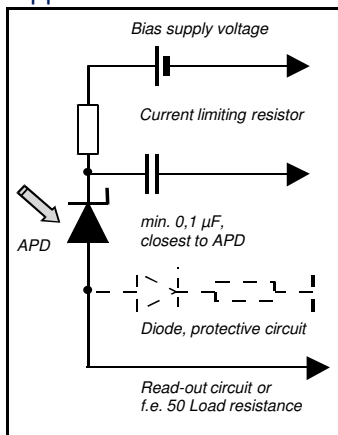 Bias supply voltage
Current limiting resistor
min. 0,1 µF,
closest to APD
APD
Diode, protective circuit
Read-out circuit or
f.e. 50 Load resistance